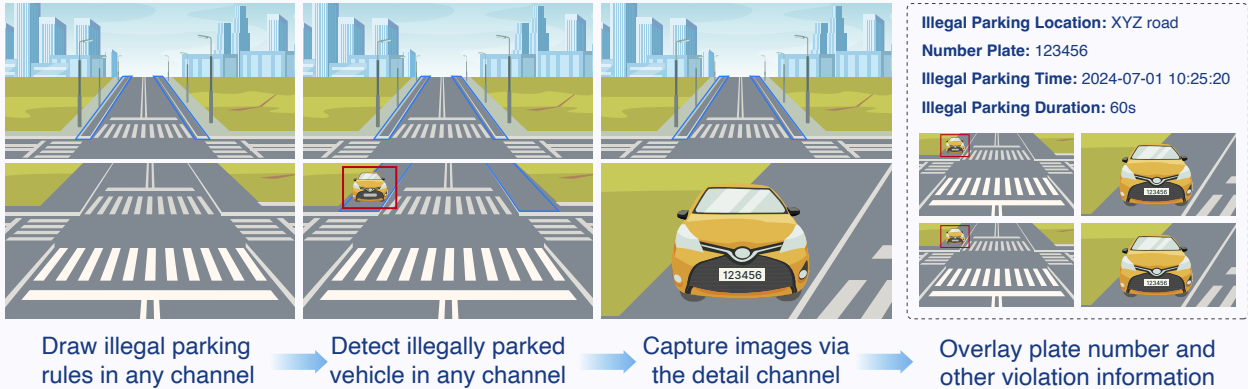 Illegal Parking Location: XYZ road
Number Plate: 123456
Illegal Parking Time: 2024-07-01 10:25:20
Illegal Parking Duration: 60s
123456
123456
123456
Draw illegal parking
rules in any channel
Detect illegally parked
vehicle in any channel
Capture images via
the detail channel
Overlay plate number and
other violation information